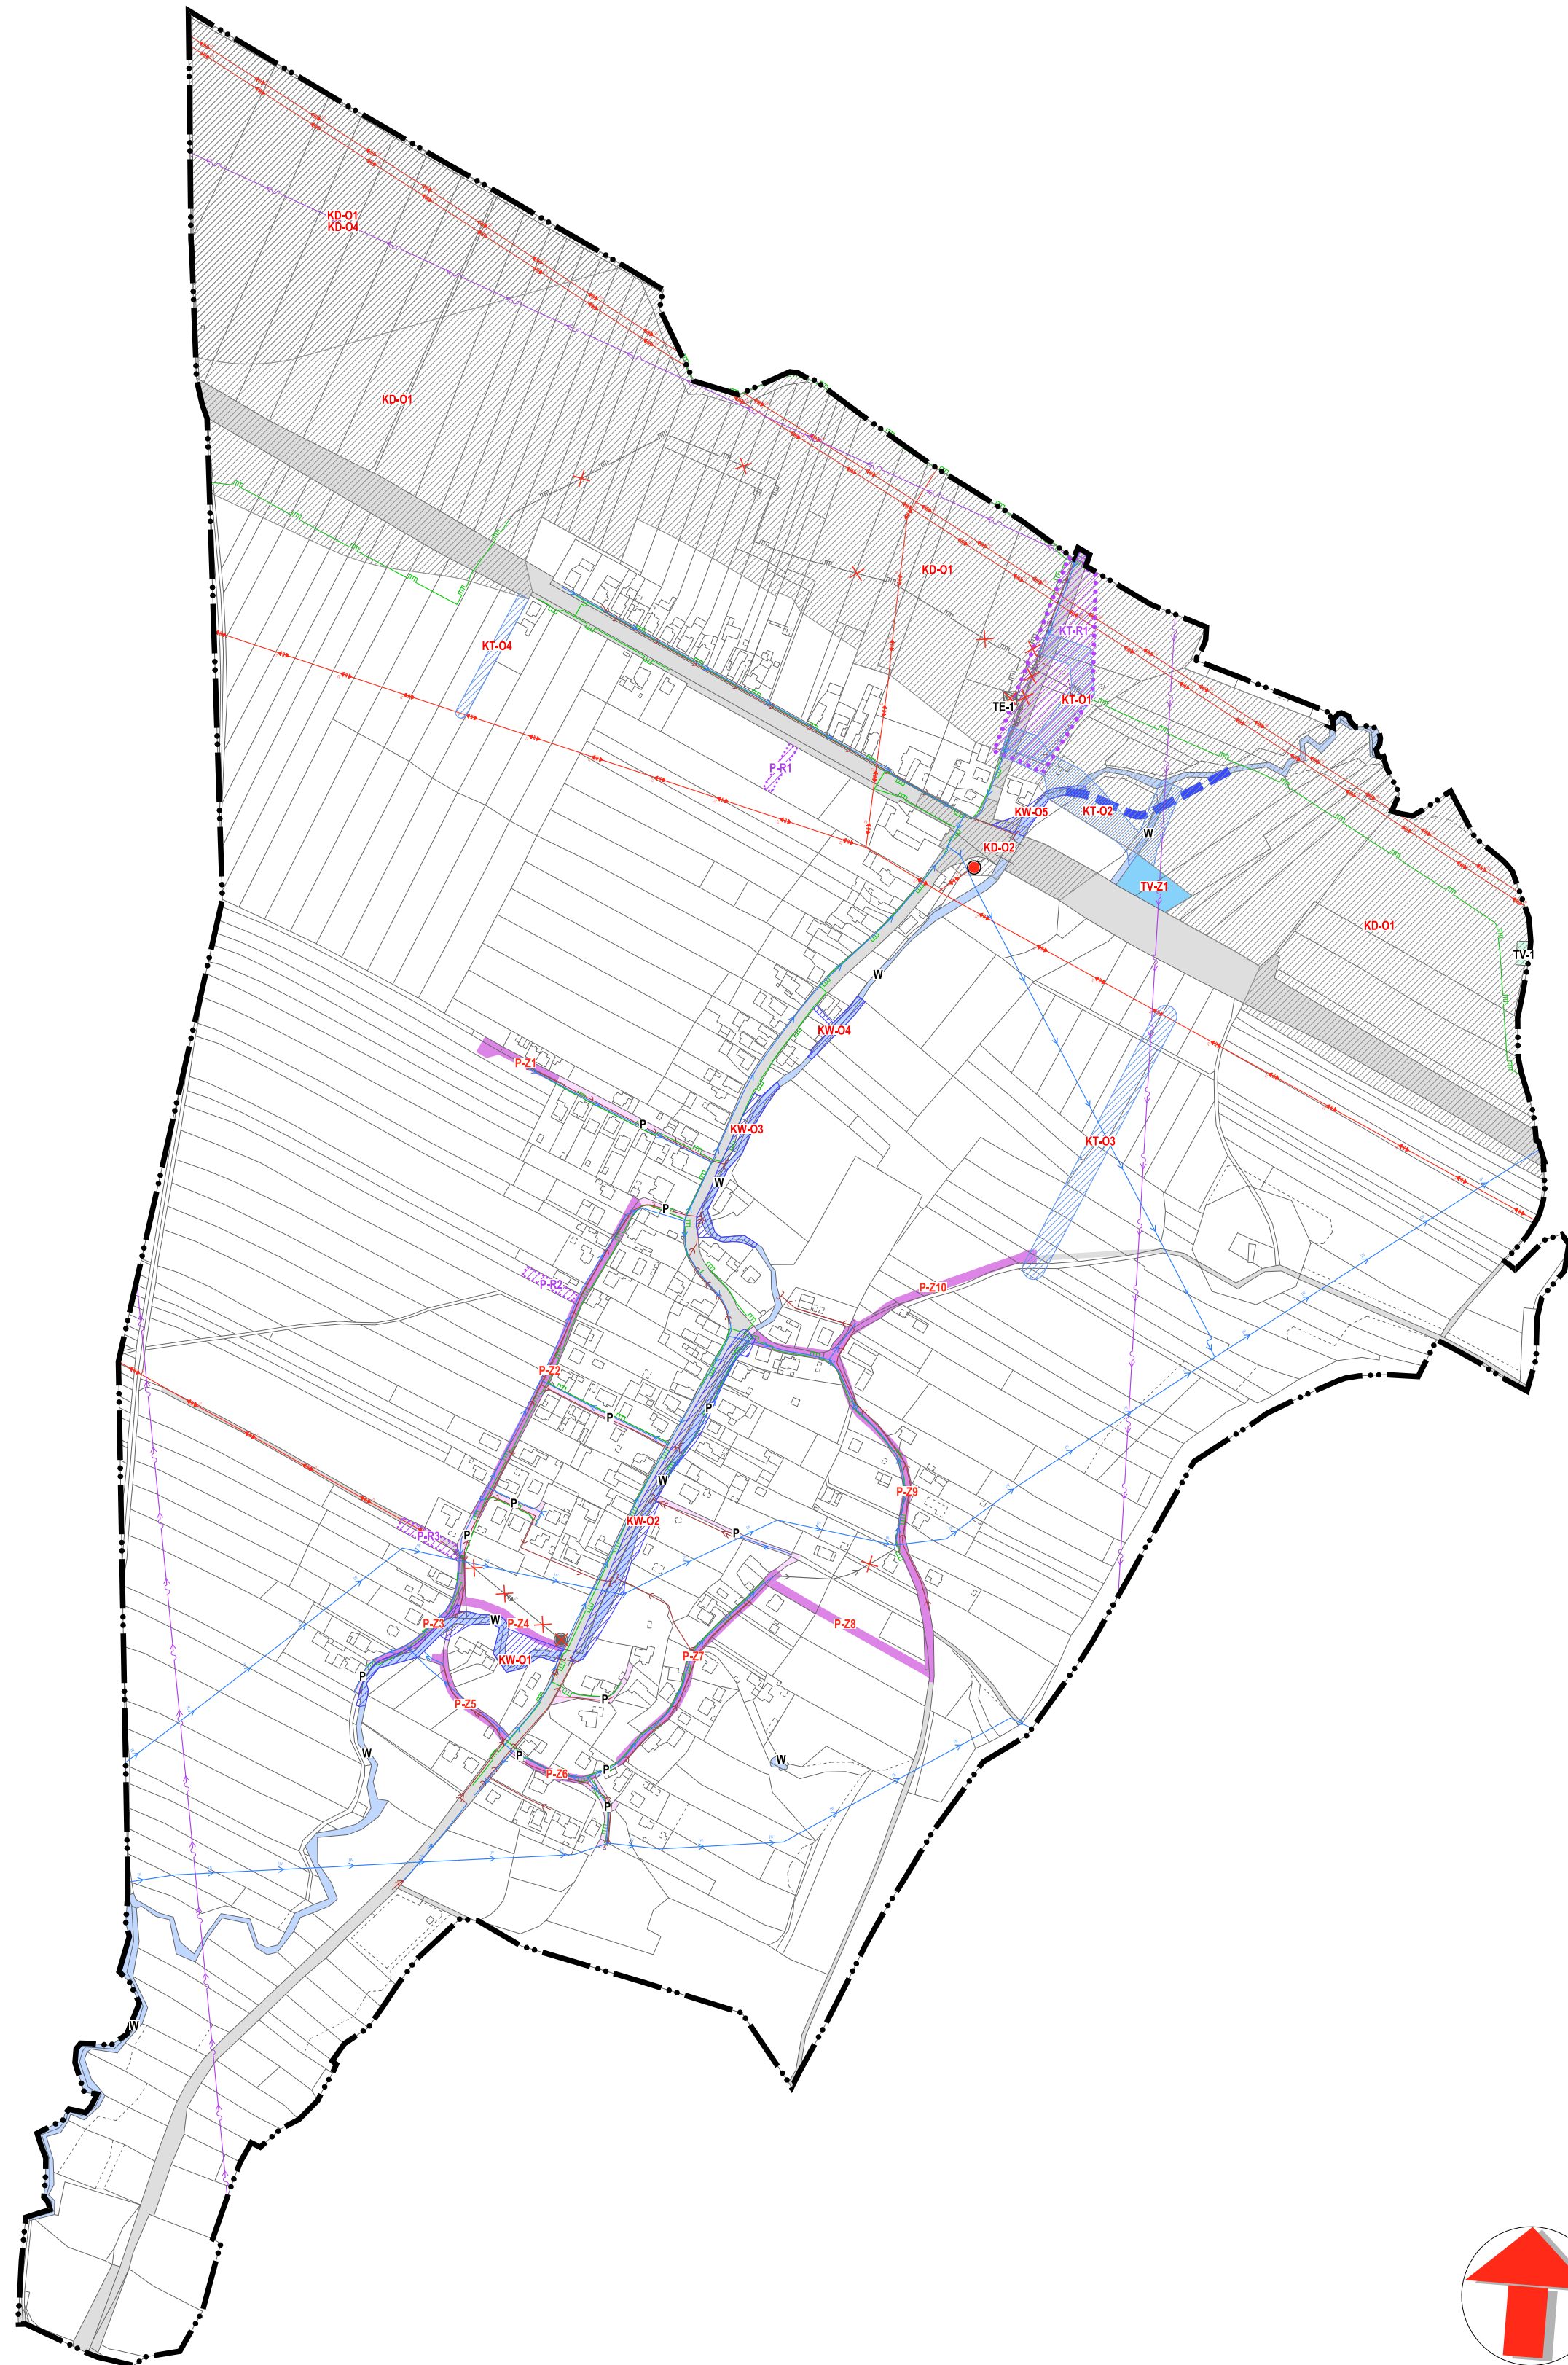 KD-O1
KD-O4
KD-O1
KD-O1
KT-R1
KT-O4
KT-O1
TE-1
P-R1
KW-O5
KT-O2
W
KD-O2
TV-Z1
KD-O1
TV-1
W
KW-O4
P-Z1
P
KW-O3
KT-O3
W
P
P-R2
P-Z10
P-Z2
P
P
W
P-Z9
P
KW-O2
P
P-R3
P
W
P-Z3
P-Z4
P-Z8
P-Z7
KW-O1
P
P
P-Z5
W
P
W
P
P-Z6
P
W